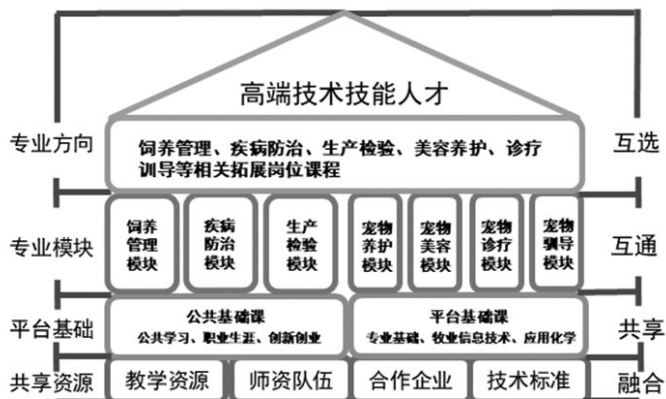 高端技术技能人才
专业方向
饲养管理、疾病防治、生产检验、美容养护、诊疗
训导等相关拓展岗位课程
互选
专业模块
饲养
管理
模块
疾病
防治
模块
生产
检验
模块
宠物
养护
模块
宠物
美容
模块
宠物
诊疗
模块
宠物
驯导
模块
互通
平台基础
公共基础课
公共学习、职业生涯、创新创业
平台基础课
专业基础、牧业信息技术、应用化学
共享
共享资源
教学资源
师资队伍
合作企业
技术标准
融合